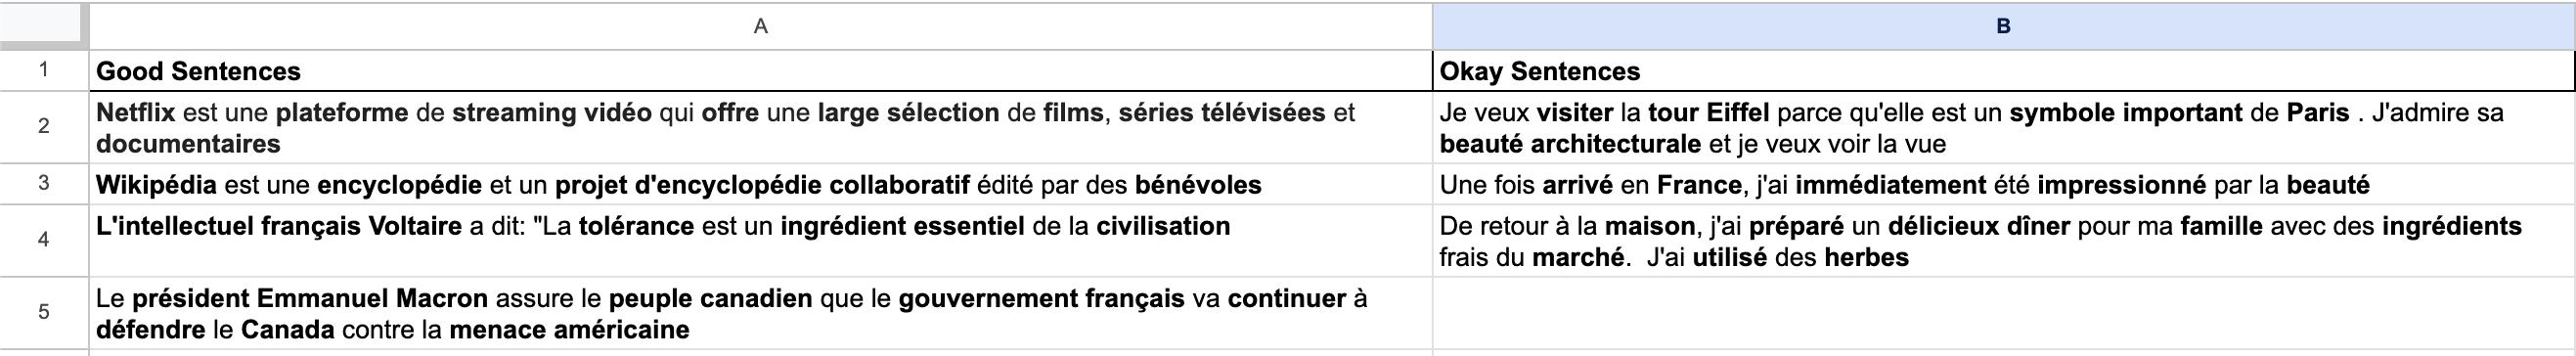 A
B
1
Good Sentences
Okay Sentences
2
Netflix est une plateforme de streaming vidéo qui offre une large sélection de films, séries télévisées et
documentaires
Je veux visiter la tour Eiffel parce qu'elle est un symbole important de Paris . J'admire sa
beauté architecturale et je veux voir la vue
3
Wikipédia est une encyclopédie et un projet d'encyclopédie collaboratif édité par des bénévoles
Une fois arrivé en France, j'ai immédiatement été impressionné par la beauté
4
L'intellectuel français Voltaire a dit: "La tolérance est un ingrédient essentiel de la civilisation
De retour à la maison, j'ai préparé un délicieux dîner pour ma famille avec des ingrédients
frais du marché.  J'ai utilisé des herbes
5
Le président Emmanuel Macron assure le peuple canadien que le gouvernement français va continuer à
défendre le Canada contre la menace américaine